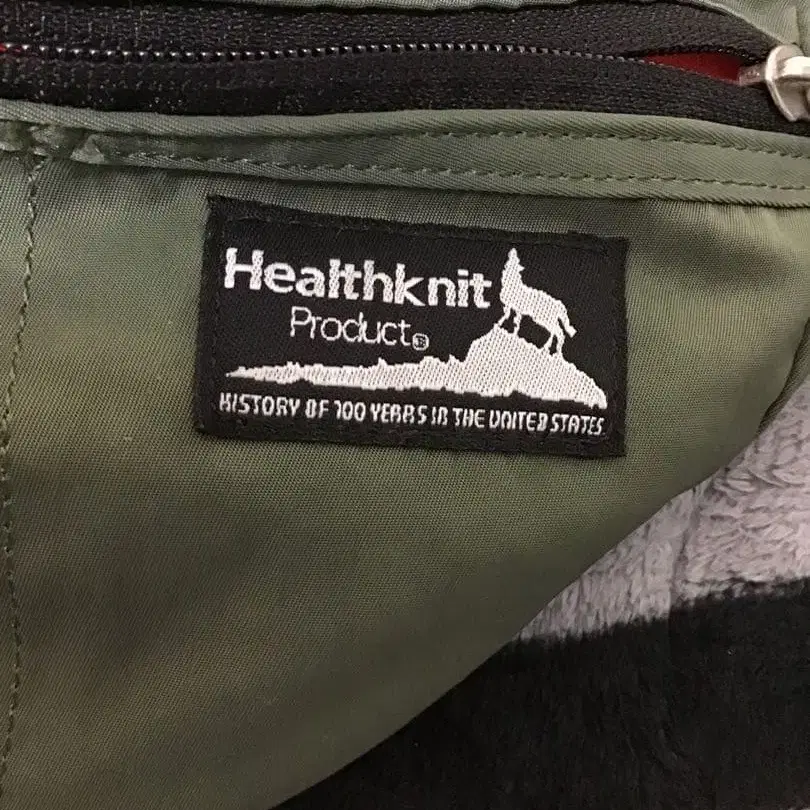 Healthknit
Product®
HISTORY OF 100 YEARS IN THE UNITED STATES